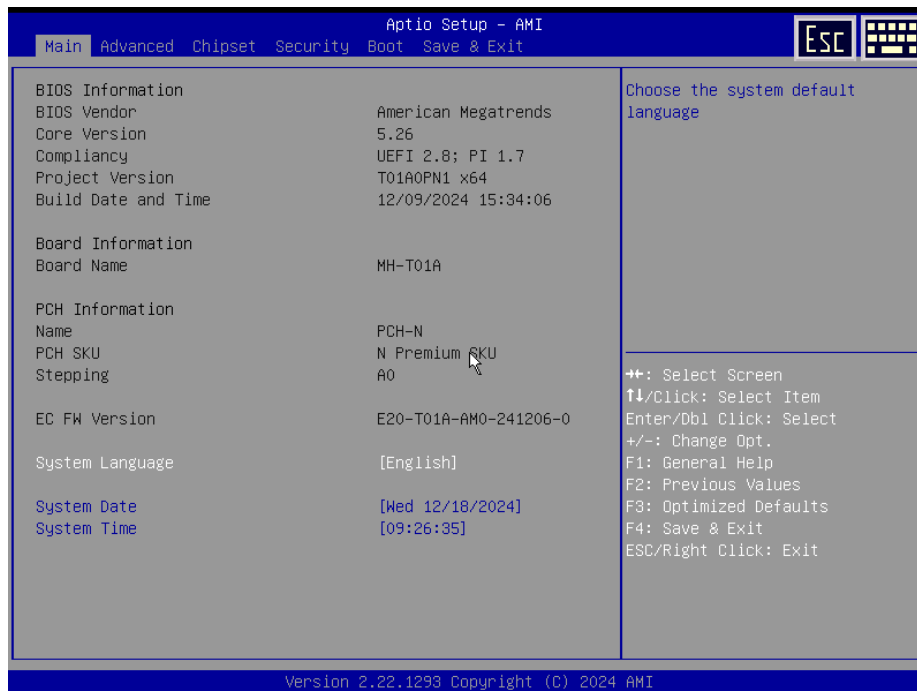 Aptio Setup - AMI
Main Advanced Chipset Security Boot Save & Exit
Esc
BIOS Information
BIOS Vendor American Megatrends
Core Version 5.26
Compliancy UEFI 2.8; PI 1.7
Project Version T01AOPN1 x64
Build Date and Time 12/09/2024 15:34:06
Board Information
Board Name MH-T01A
PCH Information
Name PCH-N
PCH SKU N Premium SKU
Stepping A0
EC FW Version E20-T01A-AM0-241206-0
System Language [English]
System Date [Wed 12/18/2024]
System Time [09:26:35]
Choose the system default
language
→←: Select Screen
↑↓/Click: Select Item
Enter/Dbl Click: Select
+/-: Change Opt.
F1: General Help
F2: Previous Values
F3: Optimized Defaults
F4: Save & Exit
ESC/Right Click: Exit
Version 2.22.1293 Copyright (C) 2024 AMI